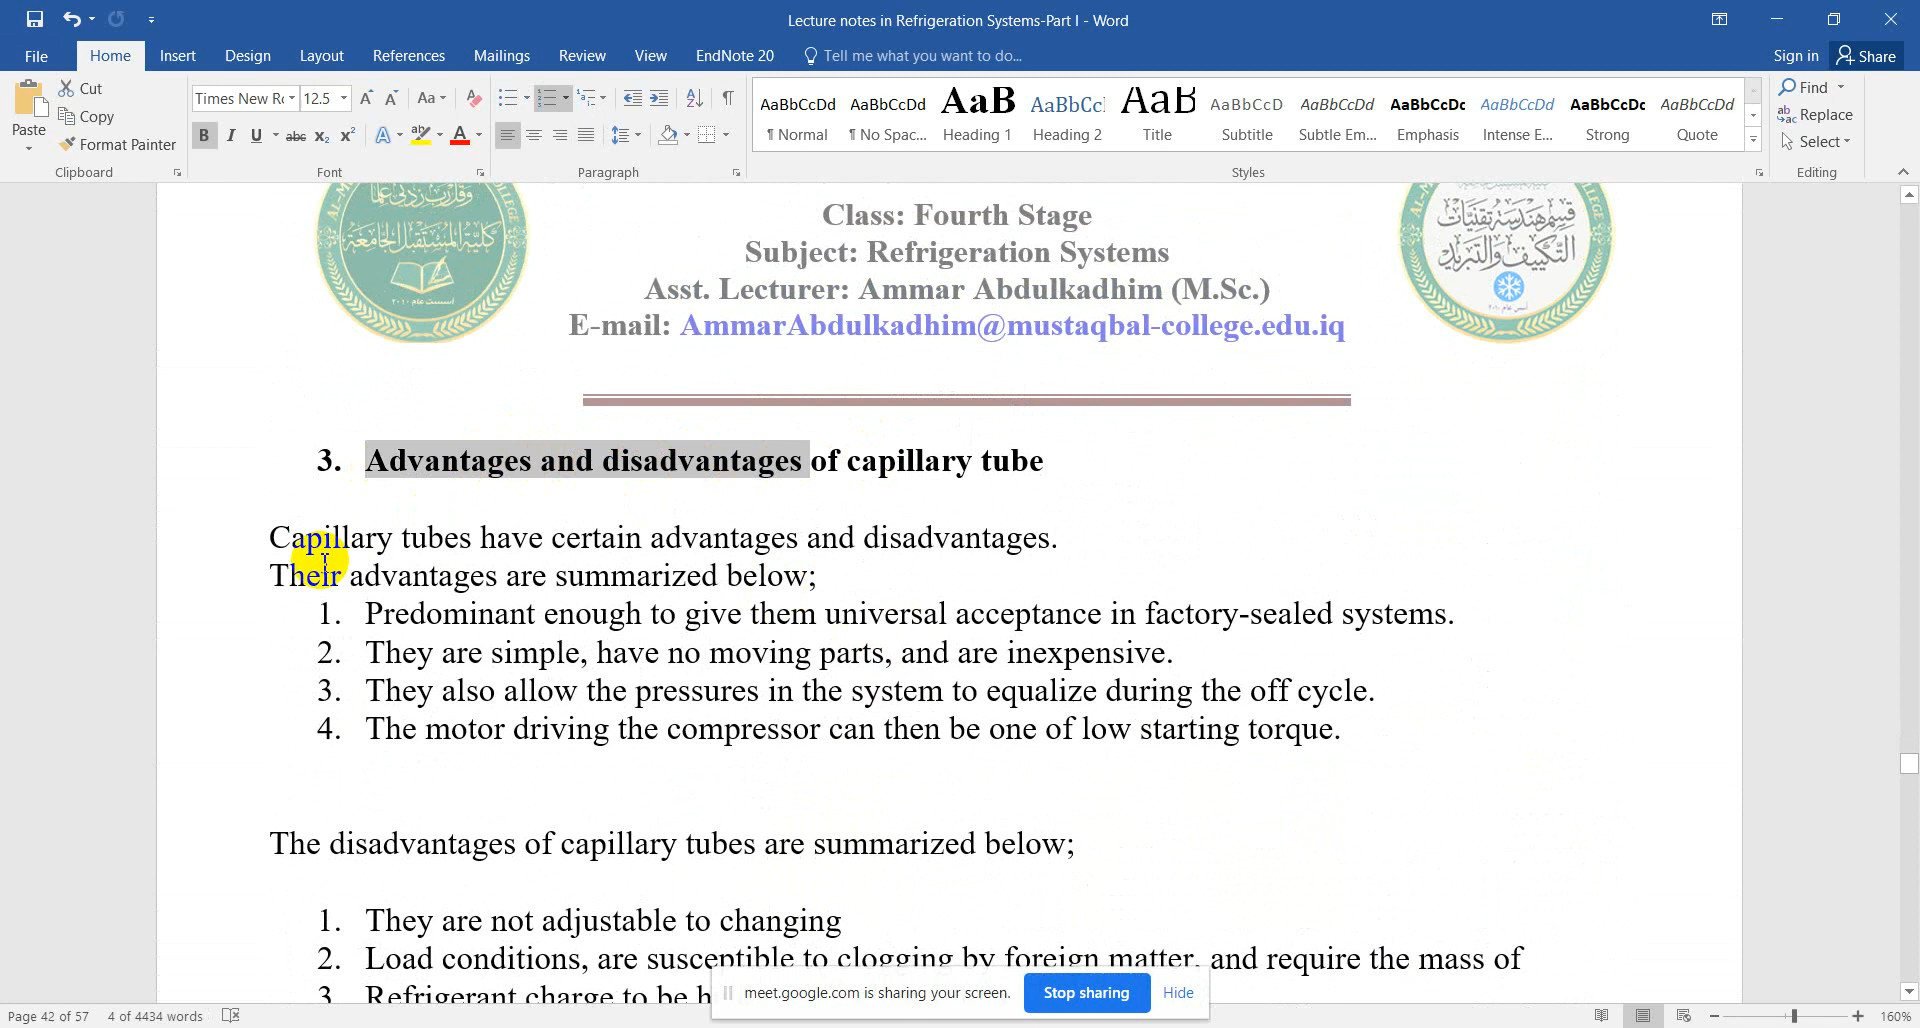 Lecture notes in Refrigeration Systems-Part I - Word
File Home Insert Design Layout References Mailings Review View EndNote 20 Tell me what you want to do... Sign in Share
Cut
Copy
Format Painter
Paste
Clipboard
Times New Ro 12.5
Font
Paragraph
AaBbCcDd AaBbCcDd AaB AaBbCc AaB AaBbCcD AaBbCcDd AaBbCcDc AaBbCcDd AaBbCcDc AaBbCcDd
¶ Normal ¶ No Spac... Heading 1 Heading 2 Title Subtitle Subtle Em... Emphasis Intense E... Strong Quote
Styles
Find
Replace
Select
Editing
كلية المستقبل الجامعة
أسست عام ٢٠١٠
قسم هندسة تقنيات
التكييف والتبريد
Class: Fourth Stage
Subject: Refrigeration Systems
Asst. Lecturer: Ammar Abdulkadhim (M.Sc.)
E-mail: AmmarAbdulkadhim@mustaqbal-college.edu.iq
3. Advantages and disadvantages of capillary tube
Capillary tubes have certain advantages and disadvantages.
Their advantages are summarized below;
1. Predominant enough to give them universal acceptance in factory-sealed systems.
2. They are simple, have no moving parts, and are inexpensive.
3. They also allow the pressures in the system to equalize during the off cycle.
4. The motor driving the compressor can then be one of low starting torque.
The disadvantages of capillary tubes are summarized below;
1. They are not adjustable to changing
2. Load conditions, are susceptible to clogging by foreign matter, and require the mass of
3. Refrigerant charge to be
meet.google.com is sharing your screen. Stop sharing Hide
Page 42 of 57 4 of 4434 words 160%